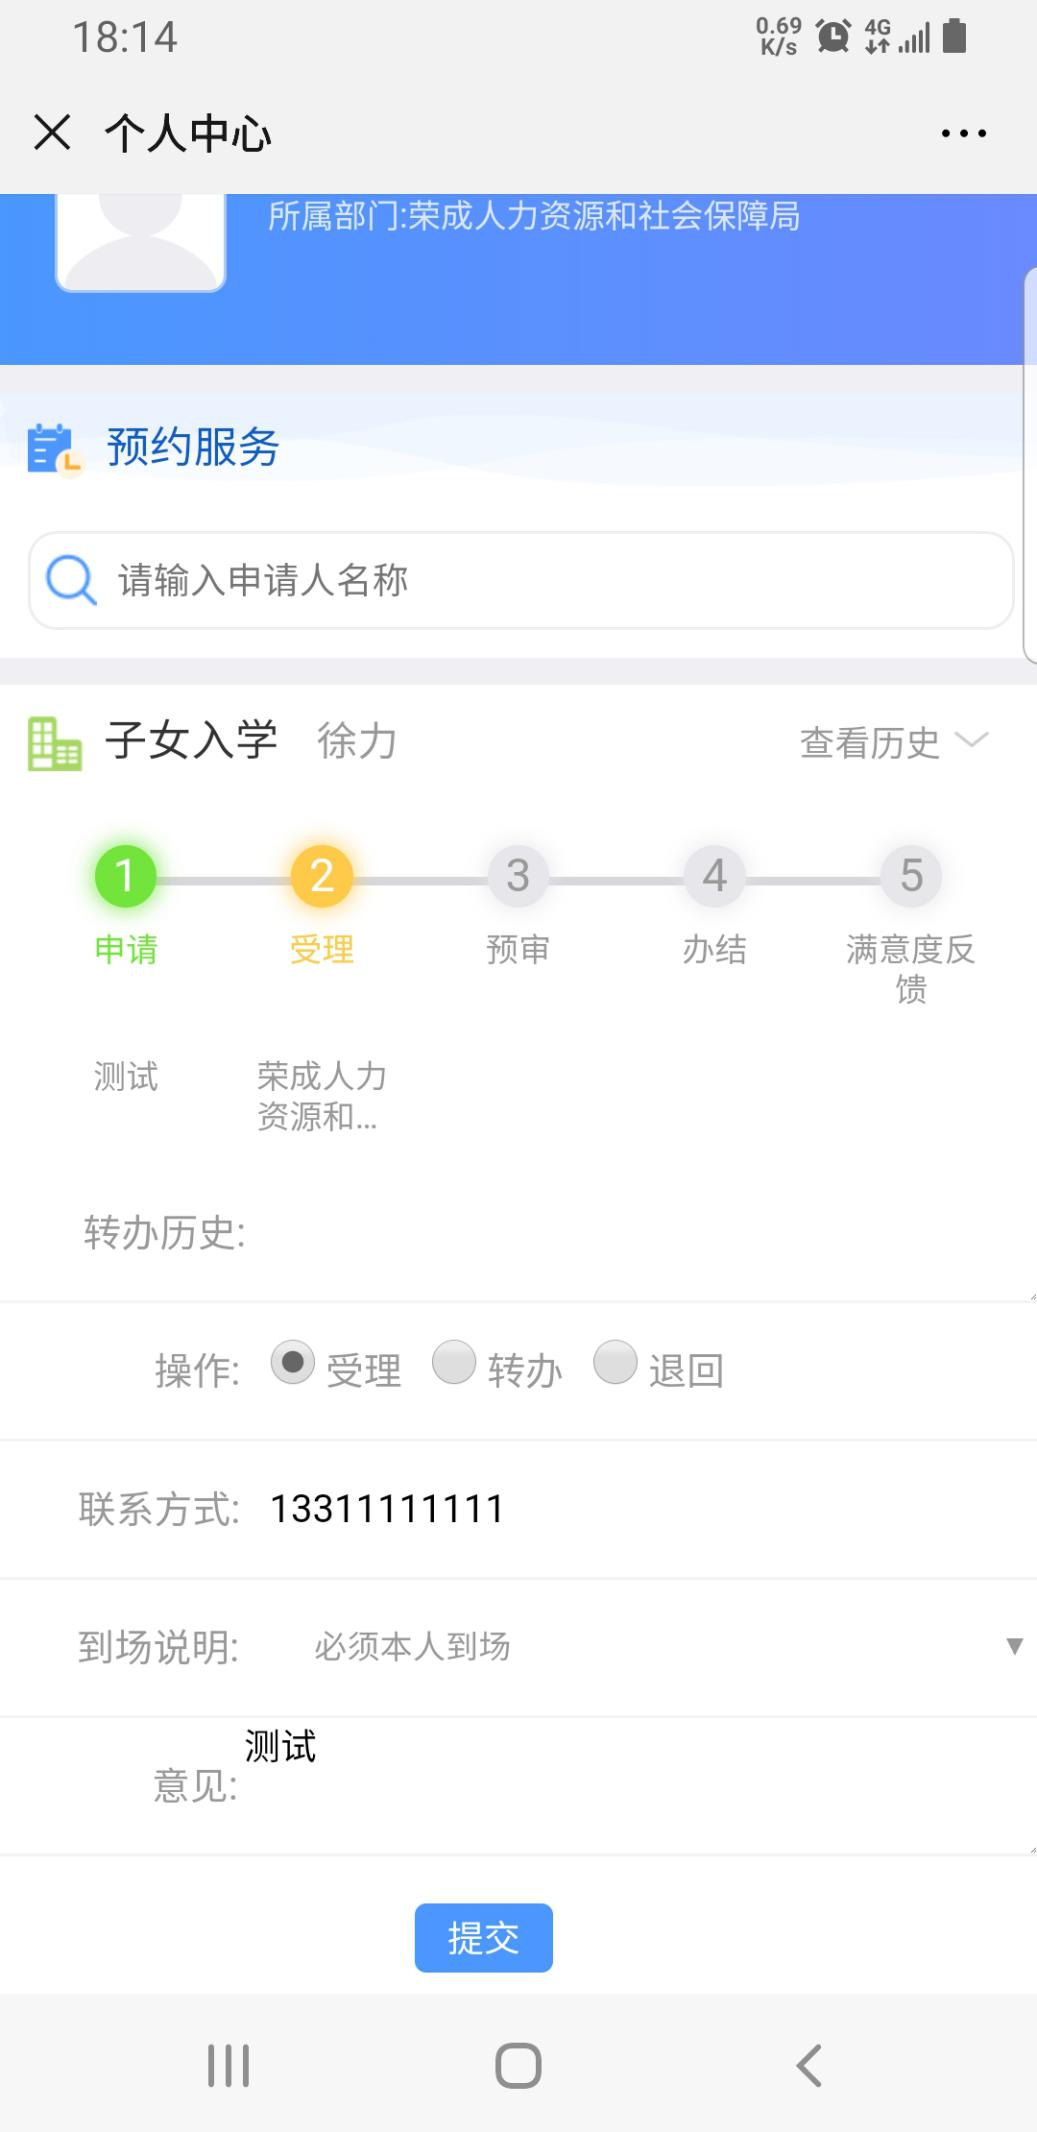 18:14
0.69
K/s
4G
个人中心
所属部门:荣成人力资源和社会保障局
预约服务
请输入申请人名称
子女入学 徐力 查看历史
1 2 3 4 5
申请 受理 预审 办结 满意度反
馈
测试 荣成人力
资源和...
转办历史:
操作: 受理 转办 退回
联系方式: 13311111111
到场说明: 必须本人到场
测试
意见:
提交